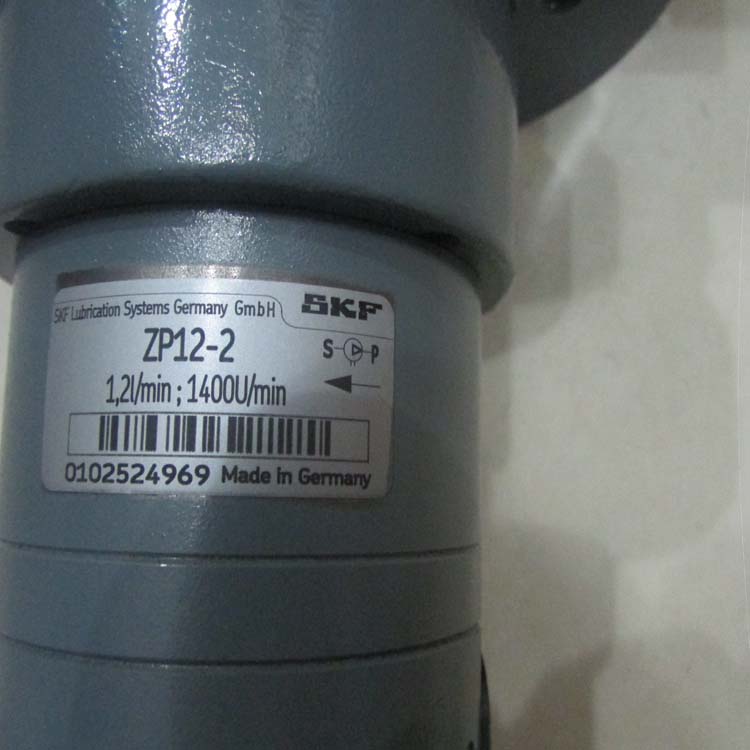 SKF Lubrication Systems Germany GmbH SKF
ZP12-2
S P
1,2l/min ; 1400U/min
0102524969 Made in Germany